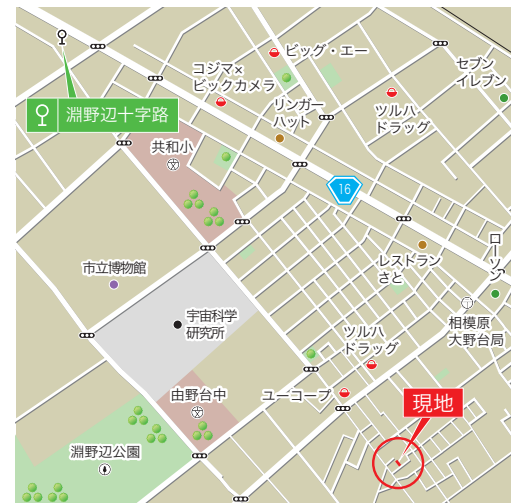 ビッグ・エー
セブン
イレブン
コジマ×
ビックカメラ
リンガー
ハット
ツルハ
ドラッグ
淵野辺十字路
共和小
文
16
レストラン
さと
ローソン
市立博物館
宇宙科学
研究所
相模原
大野台局
ツルハ
ドラッグ
由野台中
文
ユーコープ
現地
淵野辺公園